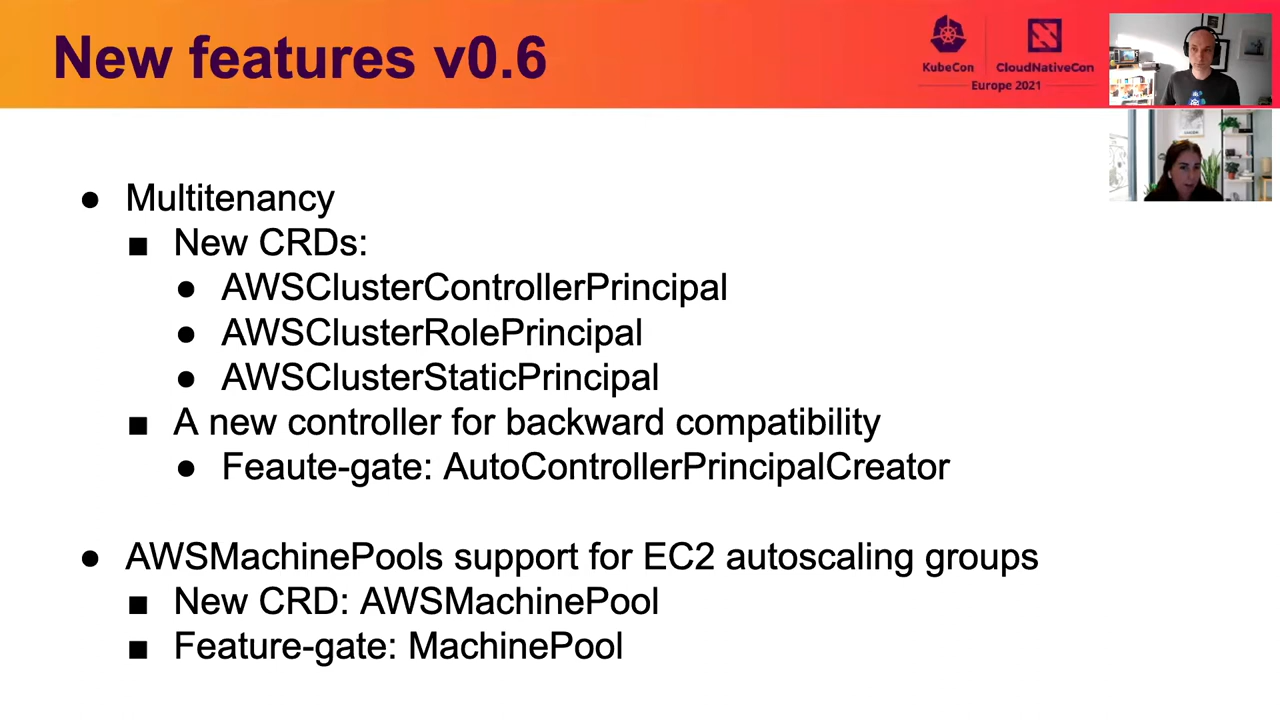 New features v0.6
KubeCon
CloudNativeCon
Europe 2021
● Multitenancy
■ New CRDs:
● AWSClusterControllerPrincipal
● AWSClusterRolePrincipal
● AWSClusterStaticPrincipal
■ A new controller for backward compatibility
● Feaute-gate: AutoControllerPrincipalCreator
● AWSMachinePools support for EC2 autoscaling groups
■ New CRD: AWSMachinePool
■ Feature-gate: MachinePool